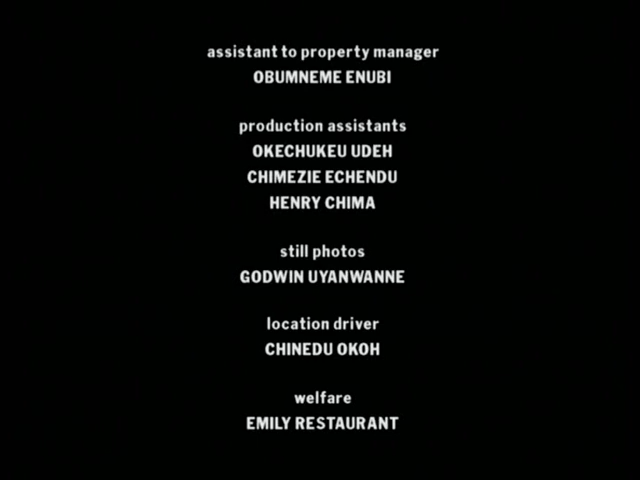 assistant to property manager
OBUMNEME ENUBI
production assistants
OKECHUKEU UDEH
CHIMEZIE ECHENDU
HENRY CHIMA
still photos
GODWIN UYANWANNE
location driver
CHINEDU OKOH
welfare
EMILY RESTAURANT